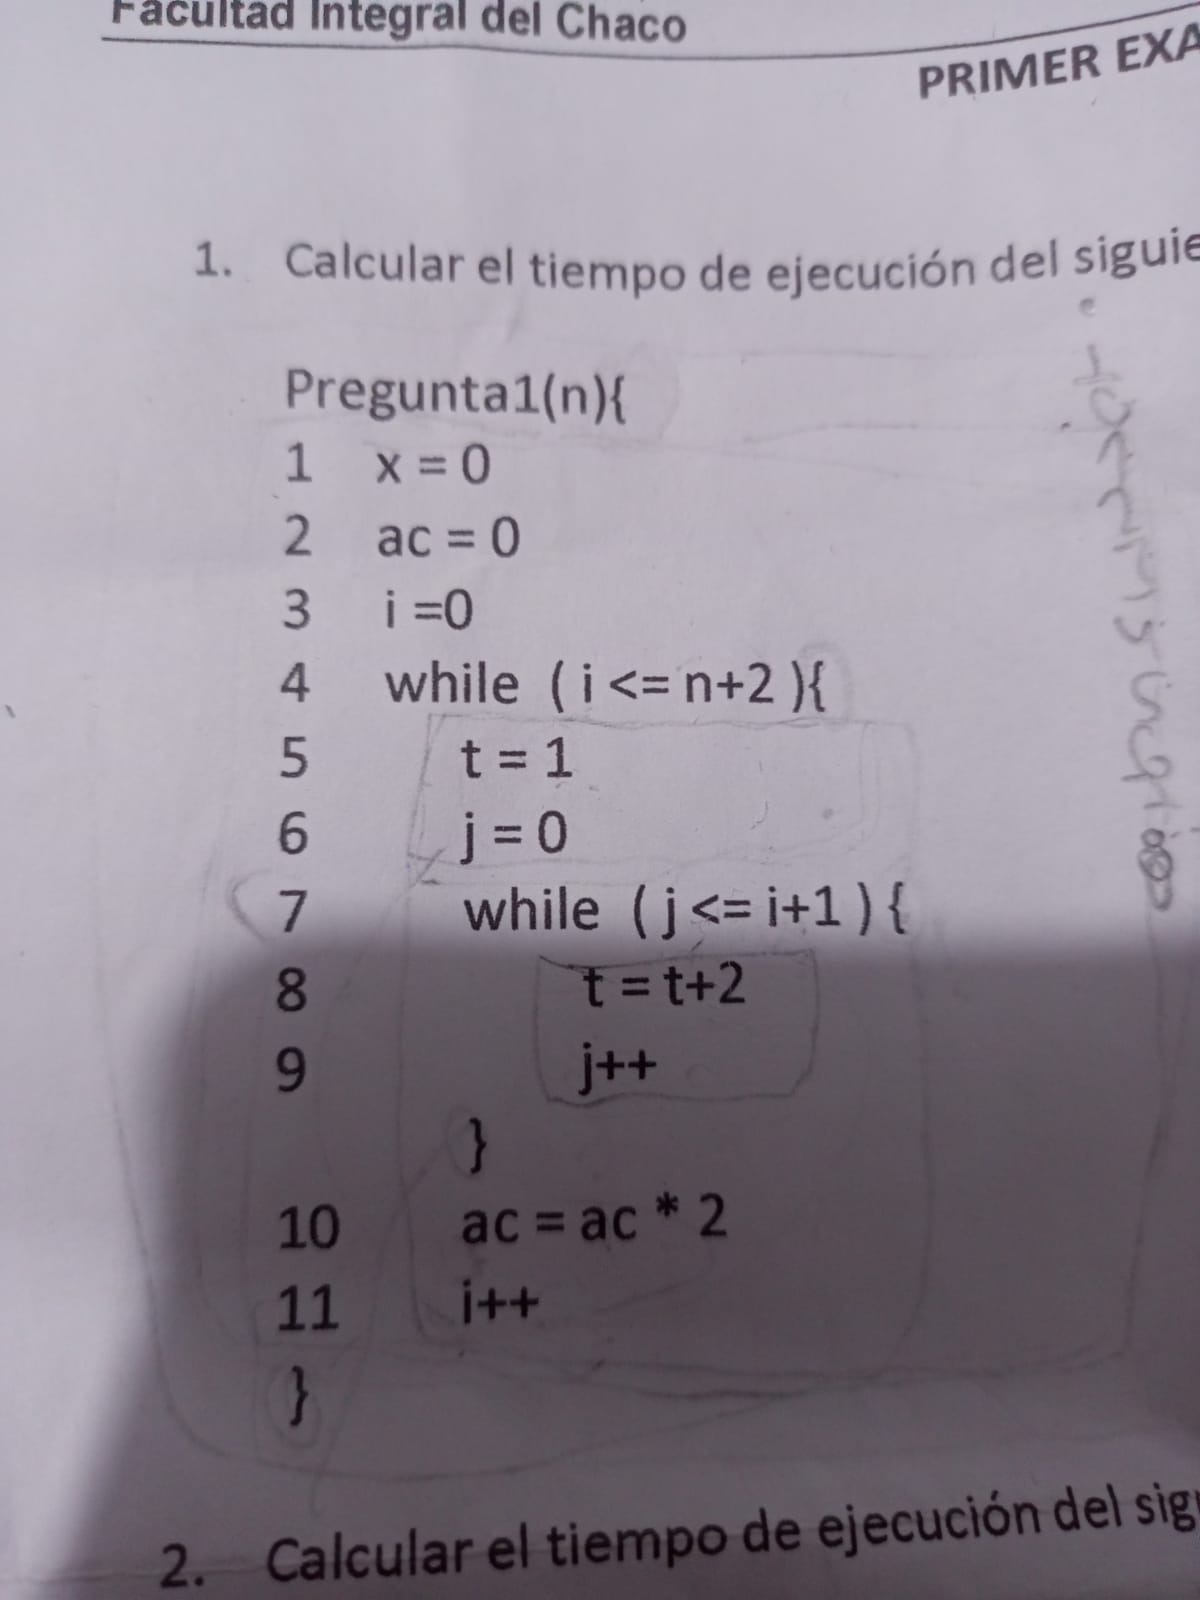 Facultad Integral del Chaco
PRIMER EXA
1. Calcular el tiempo de ejecución del siguie
Pregunta1(n){
1 x = 0
2 ac = 0
3 i =0
4 while ( i <= n+2 ){
5 t = 1
6 j = 0
7 while ( j <= i+1 ) {
8 t = t+2
9 j++
}
10 ac = ac * 2
11 i++
}
2. Calcular el tiempo de ejecución del sigu